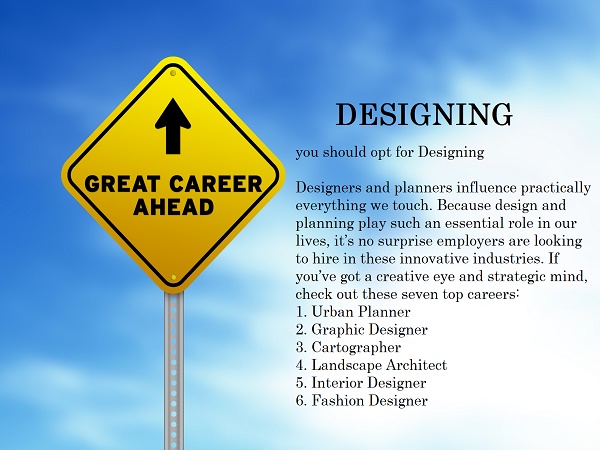 GREAT CAREER
AHEAD
DESIGNING
you should opt for Designing
Designers and planners influence practically
everything we touch. Because design and
planning play such an essential role in our
lives, it's no surprise employers are looking
to hire in these innovative industries. If
you've got a creative eye and strategic mind,
check out these seven top careers:
1. Urban Planner
2. Graphic Designer
3. Cartographer
4. Landscape Architect
5. Interior Designer
6. Fashion Designer